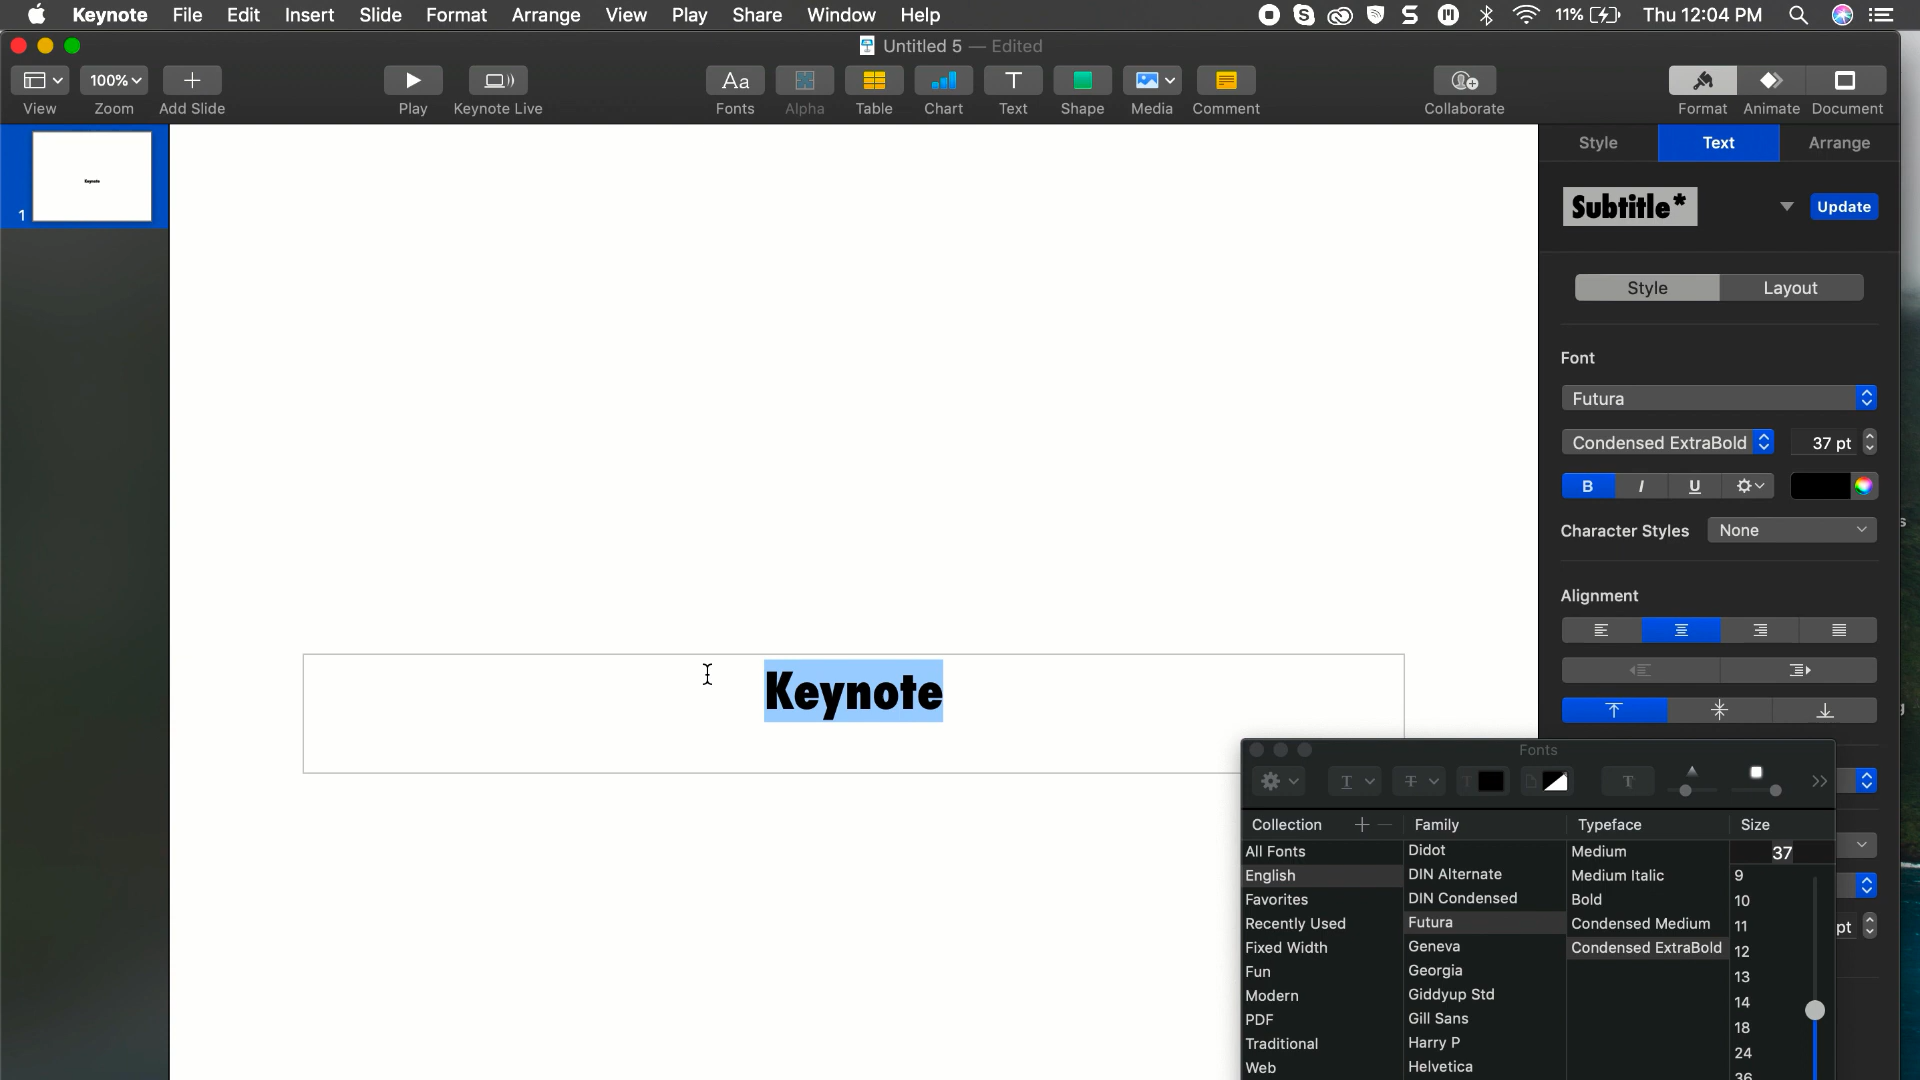 Keynote File Edit Insert Slide Format Arrange View Play Share Window Help 11% Thu 12:04 PM
Untitled 5 — Edited
100%
View Zoom Add Slide Play Keynote Live Fonts Alpha Table Chart Text Shape Media Comment Collaborate Format Animate Document
Style Text Arrange
Subtitle* Update
Style Layout
Font
Futura
Condensed ExtraBold 37 pt
B I U
Character Styles None
Alignment
Keynote
1
Keynote
Fonts
Collection + − Family Typeface Size
All Fonts Didot Medium 37
English DIN Alternate Medium Italic 9
Favorites DIN Condensed Bold 10
Recently Used Futura Condensed Medium 11
Fixed Width Geneva Condensed ExtraBold 12
Fun Georgia 13
Modern Giddyup Std 14
PDF Gill Sans 18
Traditional Harry P 24
Web Helvetica 36
pt